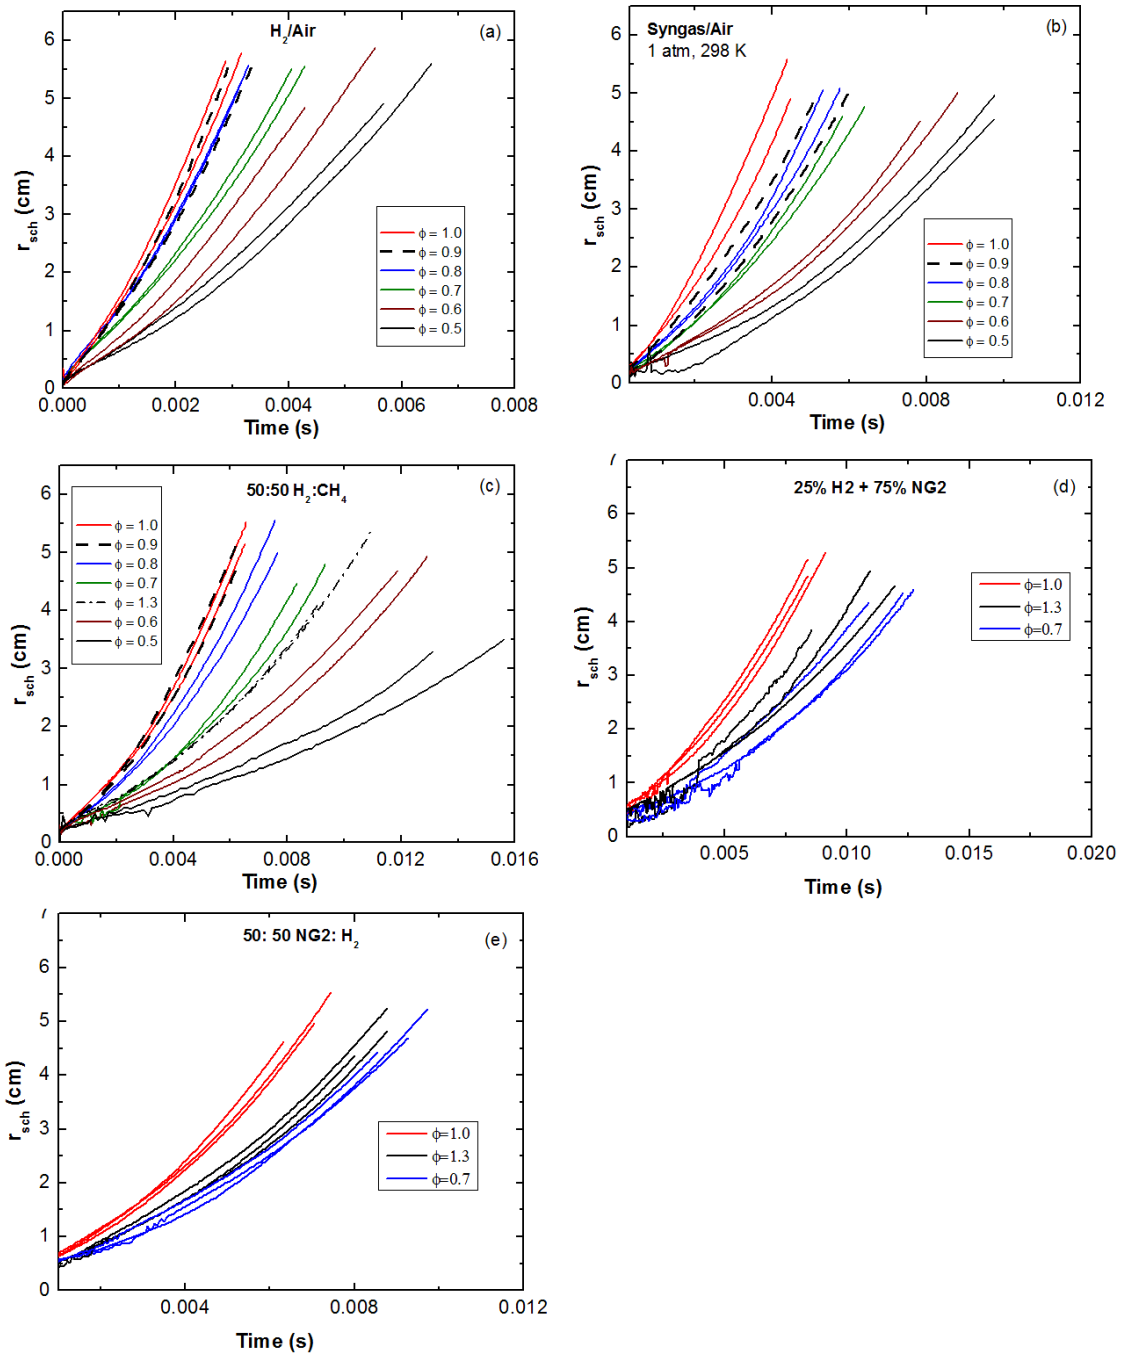 H2/Air
(a)
6
5
4
3
2
1
0
r_sch (cm)
ϕ = 1.0
ϕ = 0.9
ϕ = 0.8
ϕ = 0.7
ϕ = 0.6
ϕ = 0.5
0.000 0.002 0.004 0.006 0.008
Time (s)
Syngas/Air
1 atm, 298 K
(b)
6
5
4
3
2
1
0
r_sch (cm)
ϕ = 1.0
ϕ = 0.9
ϕ = 0.8
ϕ = 0.7
ϕ = 0.6
ϕ = 0.5
0.004 0.008 0.012
Time (s)
50:50 H2:CH4
(c)
6
5
4
3
2
1
0
r_sch (cm)
ϕ = 1.0
ϕ = 0.9
ϕ = 0.8
ϕ = 0.7
ϕ = 1.3
ϕ = 0.6
ϕ = 0.5
0.000 0.004 0.008 0.012 0.016
Time (s)
25% H2 + 75% NG2
(d)
7
6
5
4
3
2
1
0
r_sch (cm)
ϕ=1.0
ϕ=1.3
ϕ=0.7
0.005 0.010 0.015 0.020
Time (s)
50: 50 NG2: H2
(e)
7
6
5
4
3
2
1
0
r_sch (cm)
ϕ=1.0
ϕ=1.3
ϕ=0.7
0.004 0.008 0.012
Time (s)